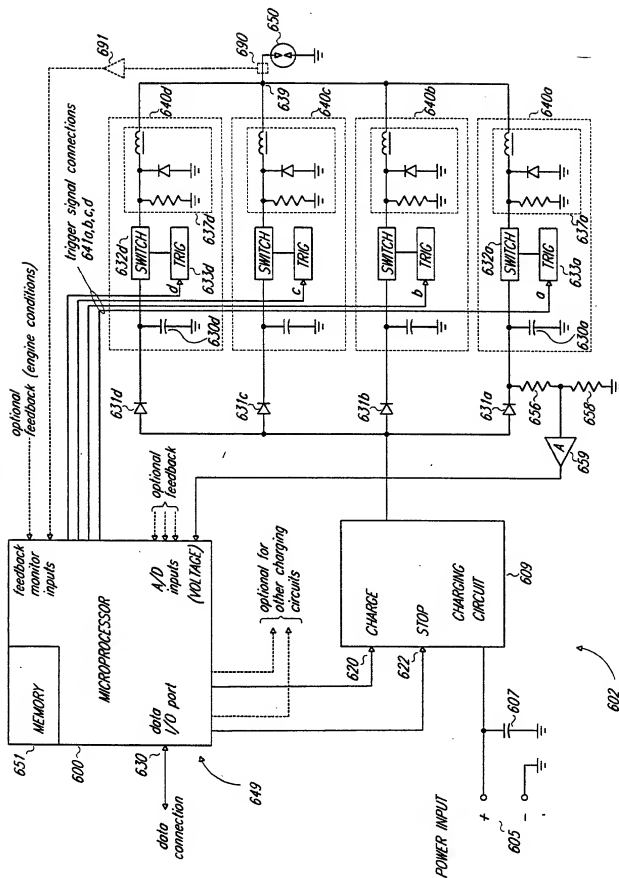 optional
feedback (engine conditions)
trigger signal connections
641a,b,c,d
691
690
650
639
640d
632d
SWITCH
TRIG
d
633d
637d
630d
631d
640c
SWITCH
TRIG
c
631c
640b
SWITCH
TRIG
b
631b
640a
632a
SWITCH
TRIG
a
633a
637a
630a
631a
656
658
A
659
feedback
monitor
inputs
A/D
inputs
(VOLTAGE)
optional
feedback
MEMORY
MICROPROCESSOR
data
I/O port
651
600
630
649
data
connection
optional for
other charging
circuits
620
622
CHARGE
STOP
CHARGING
CIRCUIT
609
602
607
POWER INPUT
605
+
-